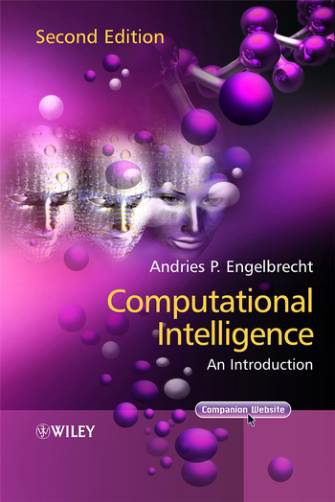 Second Edition
Andries P. Engelbrecht
Computational
Intelligence
An Introduction
Companion Website
WILEY